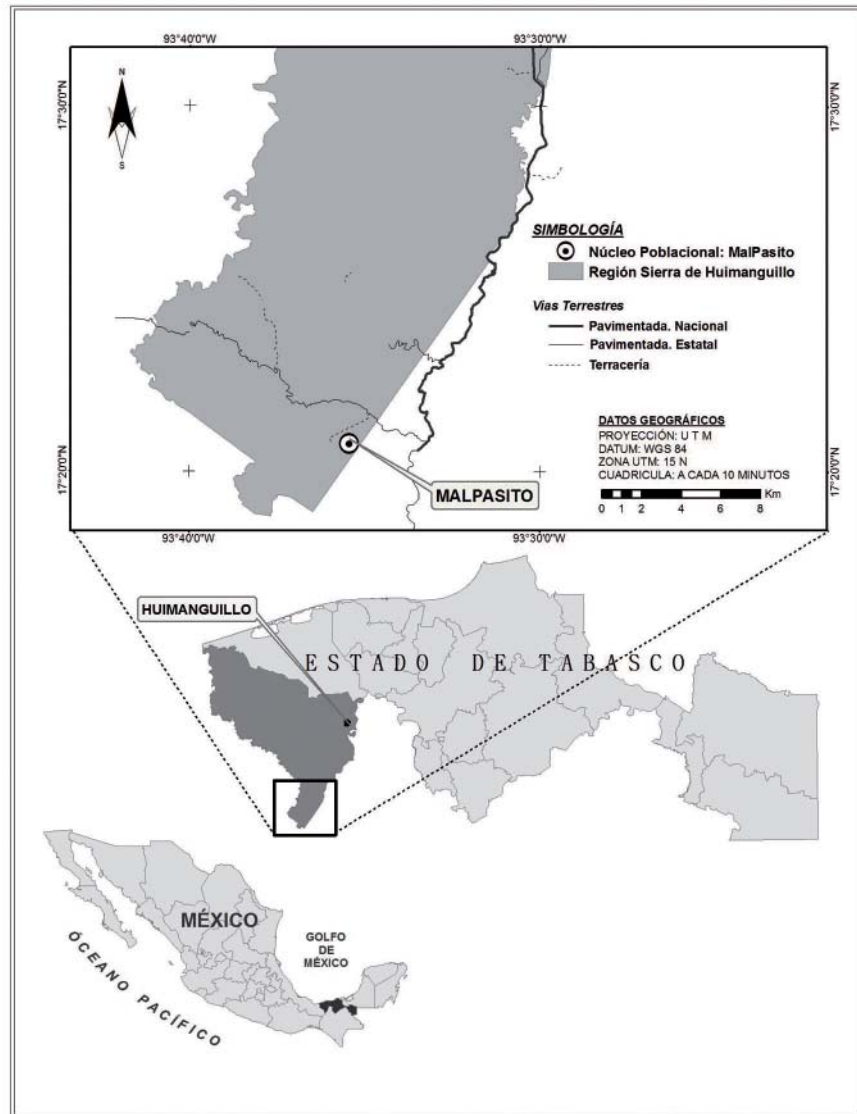 93°40'0"W
93°30'0"W
N
S
17°30'0"N
17°30'0"N
SIMBOLOGÍA
Núcleo Poblacional: MalPasito
Región Sierra de Huimanguillo
Vias Terrestres
Pavimentada. Nacional
Pavimentada. Estatal
Terracería
DATOS GEOGRÁFICOS
PROYECCIÓN: U T M
DATUM: WGS 84
ZONA UTM: 15 N
CUADRICULA: A CADA 10 MINUTOS
Km
0 1 2 4 6 8
17°20'0"N
17°20'0"N
MALPASITO
93°40'0"W
93°30'0"W
HUIMANGUILLO
ESTADO DE TABASCO
MÉXICO
GOLFO
DE
MÉXICO
ÓCEANO PACÍFICO